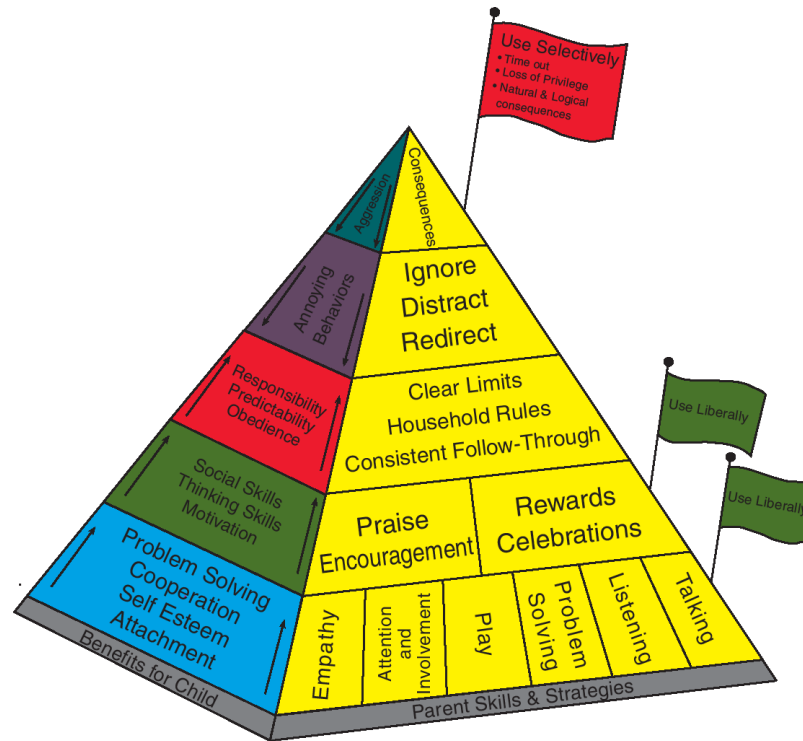 Use Selectively
• Time out
• Loss of Privilege
• Natural & Logical
consequences
Aggression
Consequences
Annoying
Behaviors
Ignore
Distract
Redirect
Responsibility
Predictability
Obedience
Clear Limits
Household Rules
Consistent Follow-Through
Use Liberally
Social Skills
Thinking Skills
Motivation
Praise
Encouragement
Rewards
Celebrations
Use Liberally
Problem Solving
Cooperation
Self Esteem
Attachment
Empathy
Attention
and
Involvement
Play
Problem
Solving
Listening
Talking
Benefits for Child
Parent Skills & Strategies